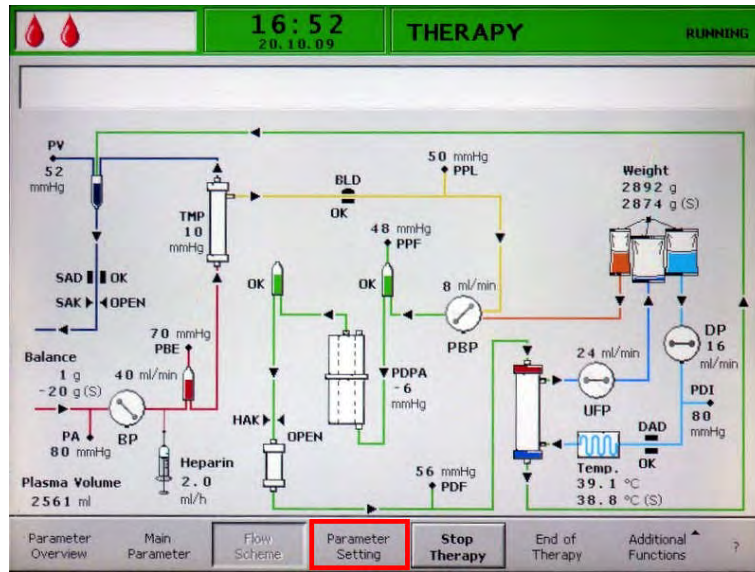 16:52
20.10.09
THERAPY
RUNNING
PV
52
mmHg
TMP
10
mmHg
BLD
OK
50 mmHg
PPL
48 mmHg
PPF
Weight
2892 g
2874 g (S)
SAD OK
SAK OPEN
OK
OK
8 ml/min
PBP
70 mmHg
PBE
Balance
1 g
-20 g (S)
40 ml/min
BP
PA
80 mmHg
Heparin
2.0
ml/h
Plasma Volume
2561 ml
HAK
OPEN
PDPA
-6
mmHg
56 mmHg
PDF
24 ml/min
UFP
DP
16
ml/min
PDI
80
mmHg
DAD
OK
Temp.
39.1 °C
38.8 °C (S)
Parameter
Overview
Main
Parameter
Flow
Scheme
Parameter
Setting
Stop
Therapy
End of
Therapy
Additional
Functions
?